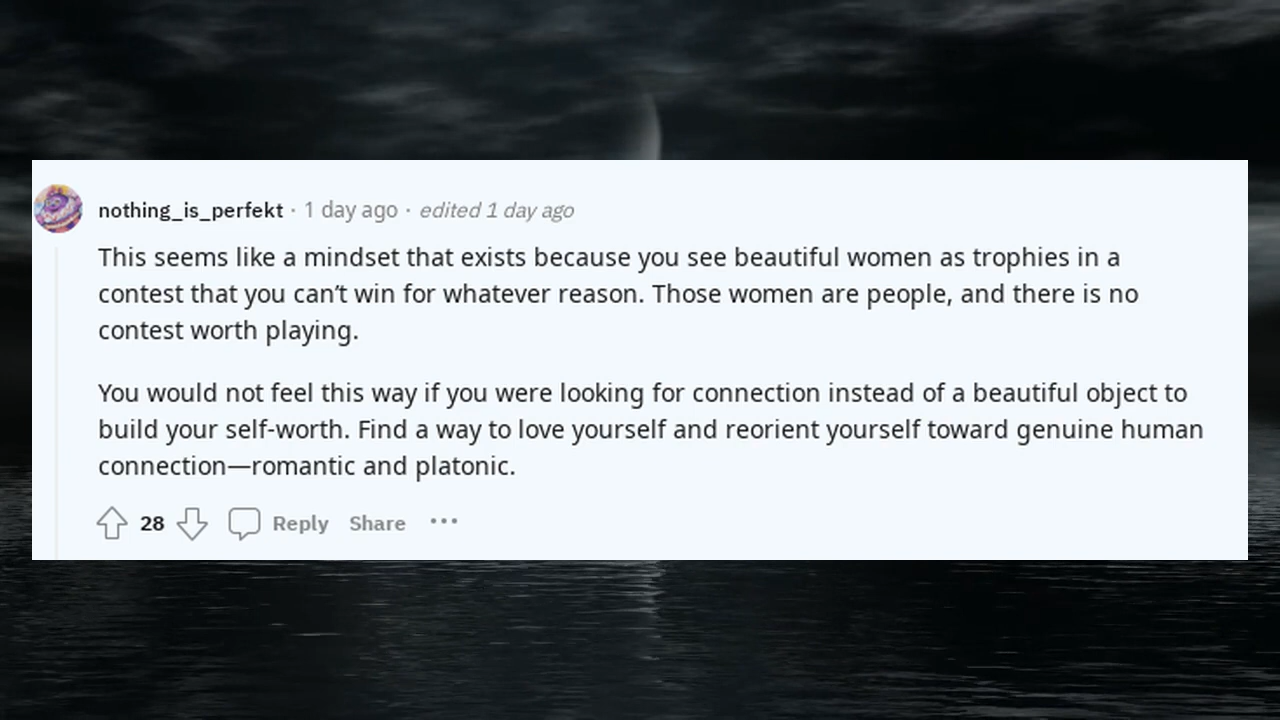 nothing_is_perfekt · 1 day ago · edited 1 day ago
This seems like a mindset that exists because you see beautiful women as trophies in a
contest that you can’t win for whatever reason. Those women are people, and there is no
contest worth playing.
You would not feel this way if you were looking for connection instead of a beautiful object to
build your self-worth. Find a way to love yourself and reorient yourself toward genuine human
connection—romantic and platonic.
28 Reply Share •••